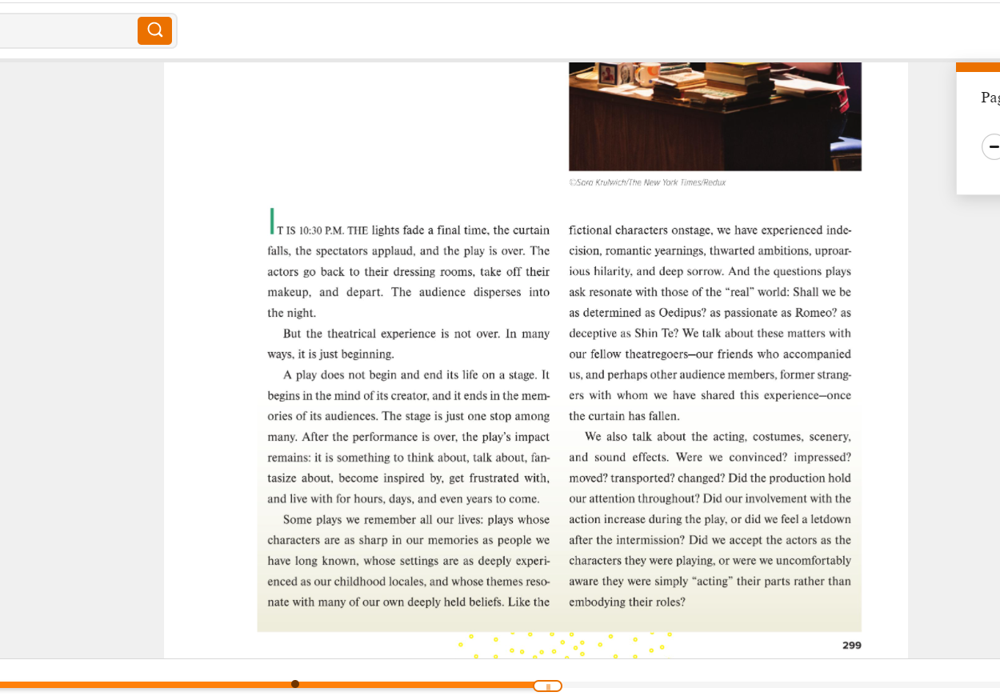 Pag
©Sara Krulwich/The New York Times/Redux
IT IS 10:30 P.M. THE lights fade a final time, the curtain
falls, the spectators applaud, and the play is over. The
actors go back to their dressing rooms, take off their
makeup, and depart. The audience disperses into
the night.
But the theatrical experience is not over. In many
ways, it is just beginning.
A play does not begin and end its life on a stage. It
begins in the mind of its creator, and it ends in the mem-
ories of its audiences. The stage is just one stop among
many. After the performance is over, the play's impact
remains: it is something to think about, talk about, fan-
tasize about, become inspired by, get frustrated with,
and live with for hours, days, and even years to come.
Some plays we remember all our lives: plays whose
characters are as sharp in our memories as people we
have long known, whose settings are as deeply experi-
enced as our childhood locales, and whose themes reso-
nate with many of our own deeply held beliefs. Like the
fictional characters onstage, we have experienced inde-
cision, romantic yearnings, thwarted ambitions, uproar-
ious hilarity, and deep sorrow. And the questions plays
ask resonate with those of the "real" world: Shall we be
as determined as Oedipus? as passionate as Romeo? as
deceptive as Shin Te? We talk about these matters with
our fellow theatregoers—our friends who accompanied
us, and perhaps other audience members, former strang-
ers with whom we have shared this experience—once
the curtain has fallen.
We also talk about the acting, costumes, scenery,
and sound effects. Were we convinced? impressed?
moved? transported? changed? Did the production hold
our attention throughout? Did our involvement with the
action increase during the play, or did we feel a letdown
after the intermission? Did we accept the actors as the
characters they were playing, or were we uncomfortably
aware they were simply "acting" their parts rather than
embodying their roles?
299